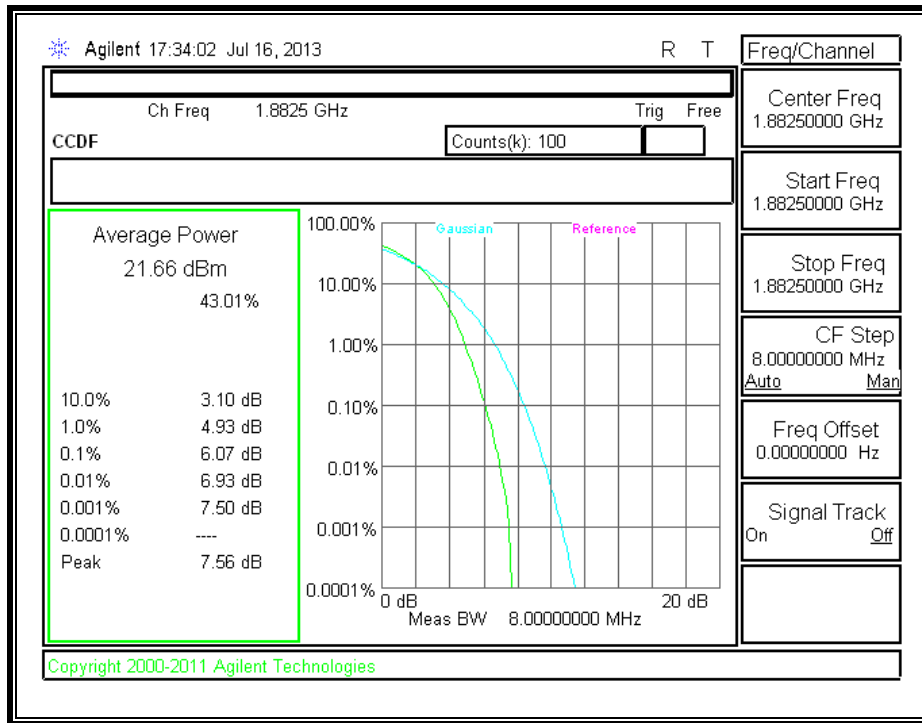 Agilent 17:34:02 Jul 16, 2013 R T
Ch Freq 1.8825 GHz Trig Free
CCDF Counts(k): 100
Average Power
21.66 dBm
43.01%
10.0% 3.10 dB
1.0% 4.93 dB
0.1% 6.07 dB
0.01% 6.93 dB
0.001% 7.50 dB
0.0001% ----
Peak 7.56 dB
Gaussian Reference
100.00%
10.00%
1.00%
0.10%
0.01%
0.001%
0.0001%
0 dB 20 dB
Meas BW 8.00000000 MHz
Freq/Channel
Center Freq
1.88250000 GHz
Start Freq
1.88250000 GHz
Stop Freq
1.88250000 GHz
CF Step
8.00000000 MHz
Auto Man
Freq Offset
0.00000000 Hz
Signal Track
On Off
Copyright 2000-2011 Agilent Technologies